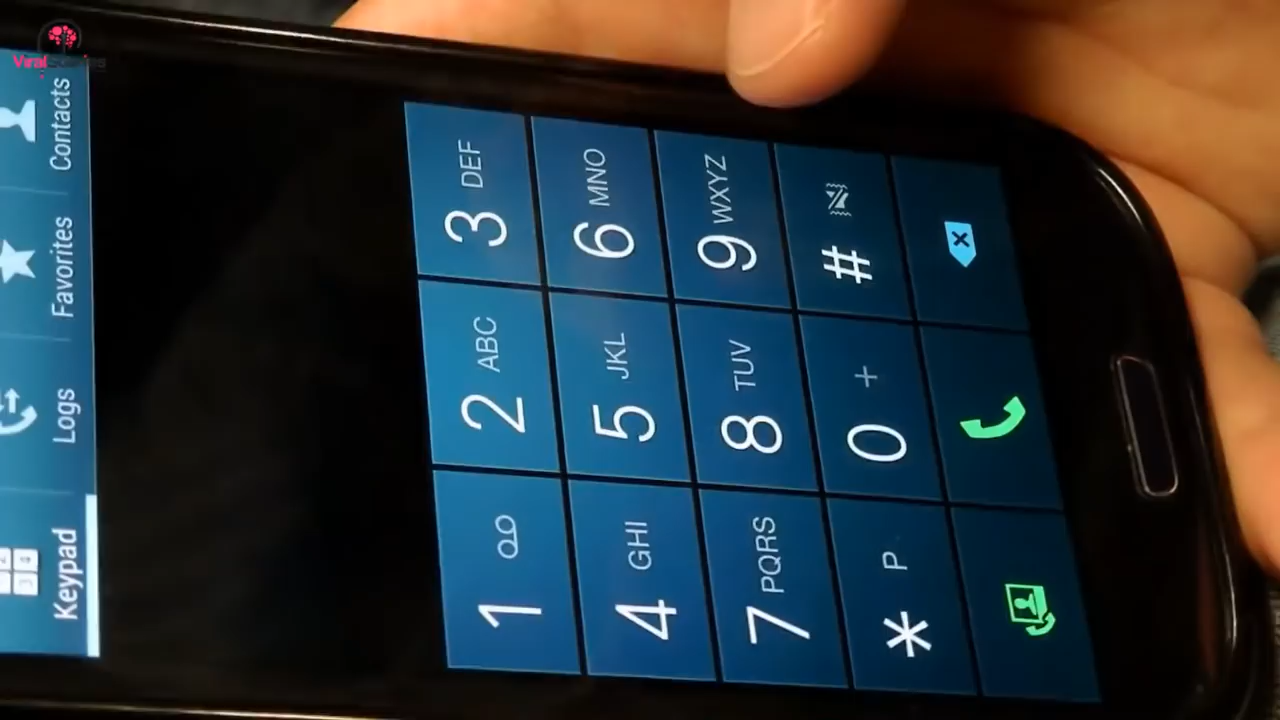 Viral Stories
Keypad
Logs
Favorites
Contacts
1
2 ABC
3 DEF
4 GHI
5 JKL
6 MNO
7 PQRS
8 TUV
9 WXYZ
* P
0 +
#